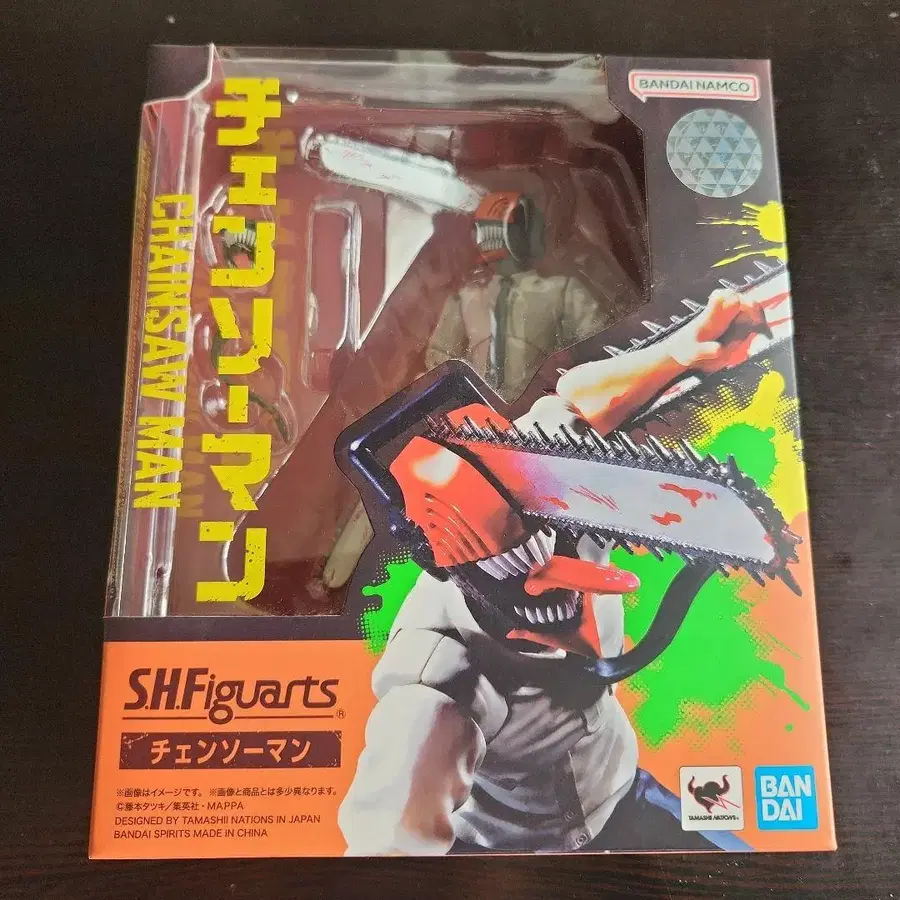 BANDAI NAMCO
チェンソーマン
CHAINSAW MAN
S.H.Figuarts®
チェンソーマン
※画像はイメージです。 ※画像と商品とは多少異なります。
©藤本タツキ／集英社・MAPPA
DESIGNED BY TAMASHII NATIONS IN JAPAN
BANDAI SPIRITS MADE IN CHINA
TAMASHII NATIONS®
BAN
DAI